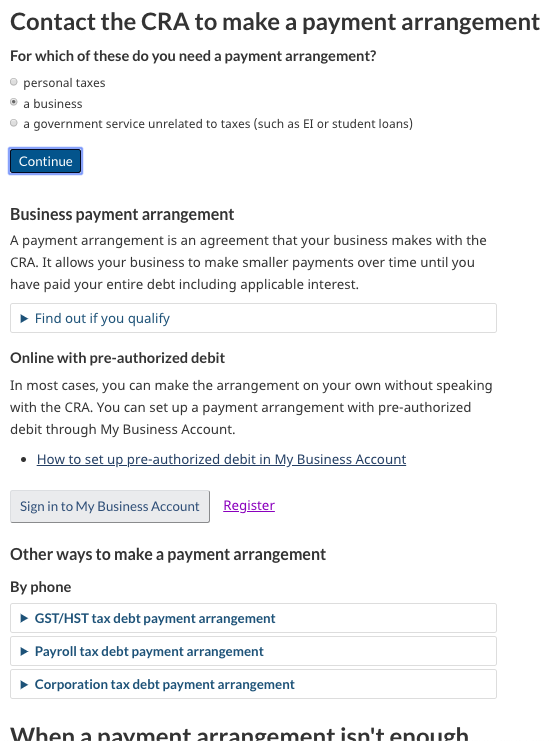 Contact the CRA to make a payment arrangement
For which of these do you need a payment arrangement?
personal taxes
a business
a government service unrelated to taxes (such as EI or student loans)
Continue
Business payment arrangement
A payment arrangement is an agreement that your business makes with the
CRA. It allows your business to make smaller payments over time until you
have paid your entire debt including applicable interest.
Find out if you qualify
Online with pre-authorized debit
In most cases, you can make the arrangement on your own without speaking
with the CRA. You can set up a payment arrangement with pre-authorized
debit through My Business Account.
How to set up pre-authorized debit in My Business Account
Sign in to My Business Account Register
Other ways to make a payment arrangement
By phone
GST/HST tax debt payment arrangement
Payroll tax debt payment arrangement
Corporation tax debt payment arrangement
When a payment arrangement isn't enough